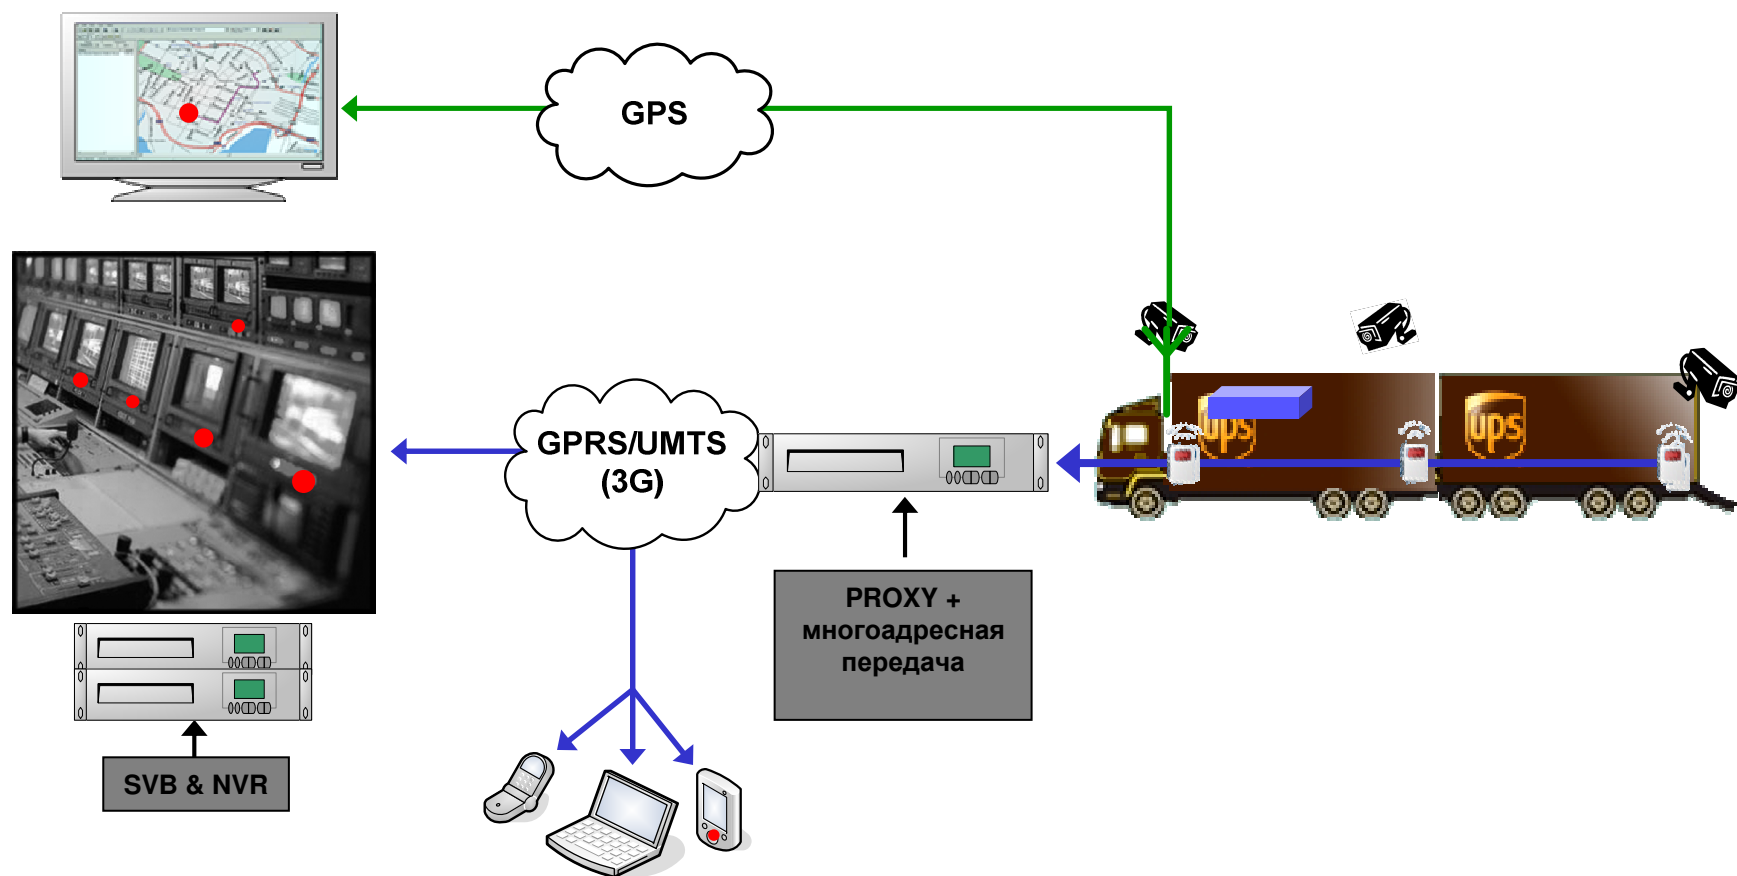 GPS
GPRS/UMTS
(3G)
ups
ups
PROXY +
многоадресная
передача
SVB & NVR